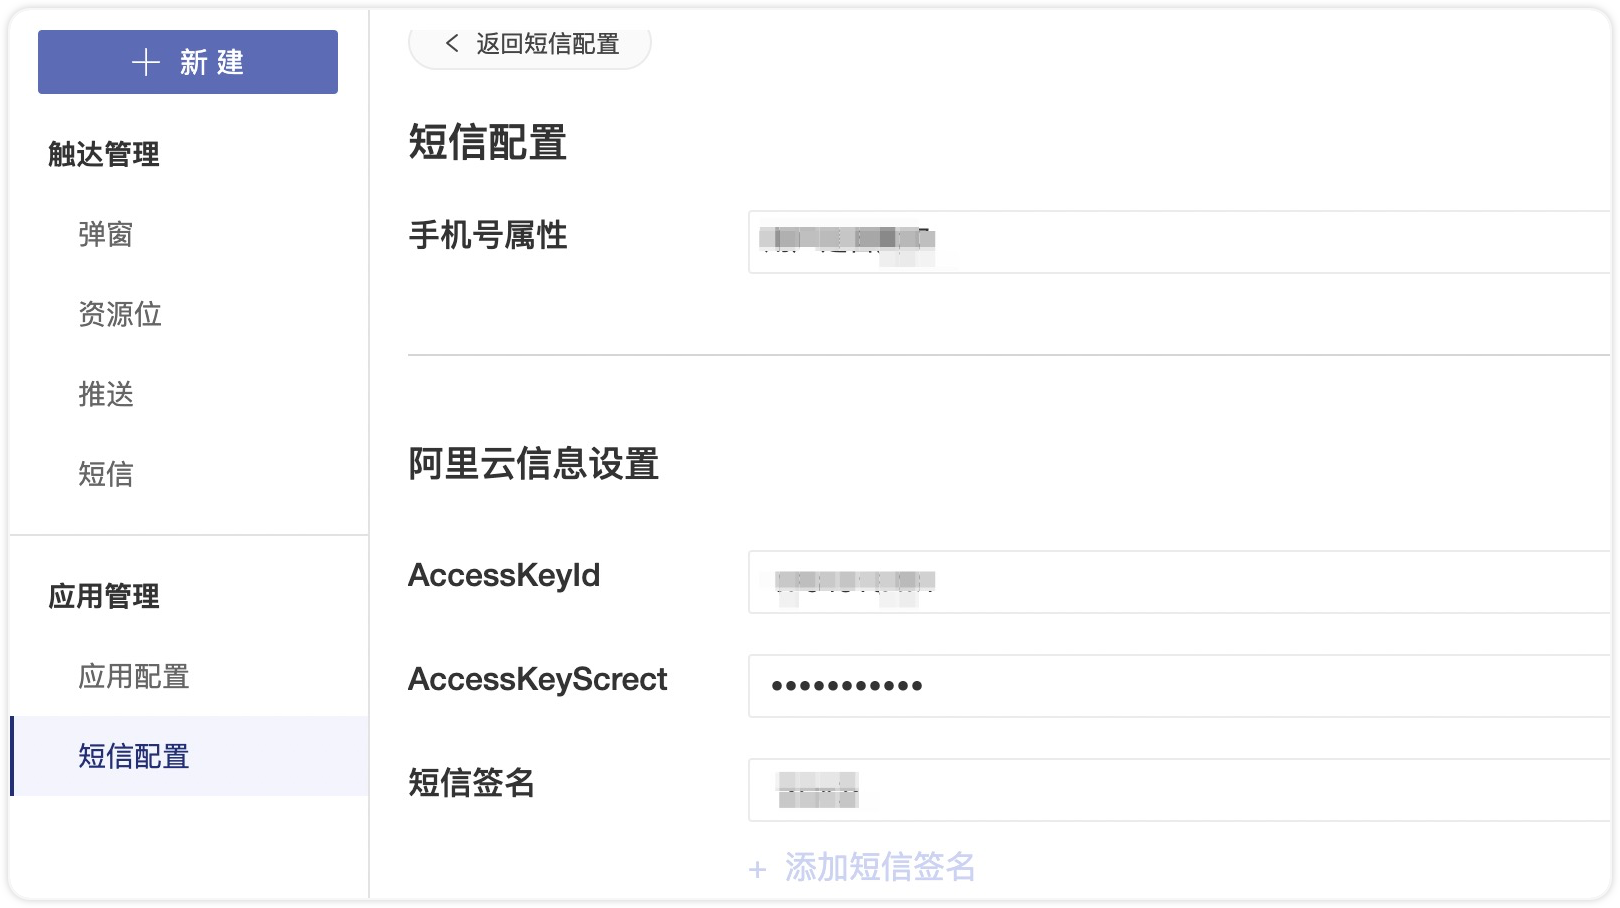 新建
触达管理
弹窗
资源位
推送
短信
应用管理
应用配置
短信配置
返回短信配置
短信配置
手机号属性
阿里云信息设置
AccessKeyId
AccessKeyScrect
•••••••••••
短信签名
+ 添加短信签名